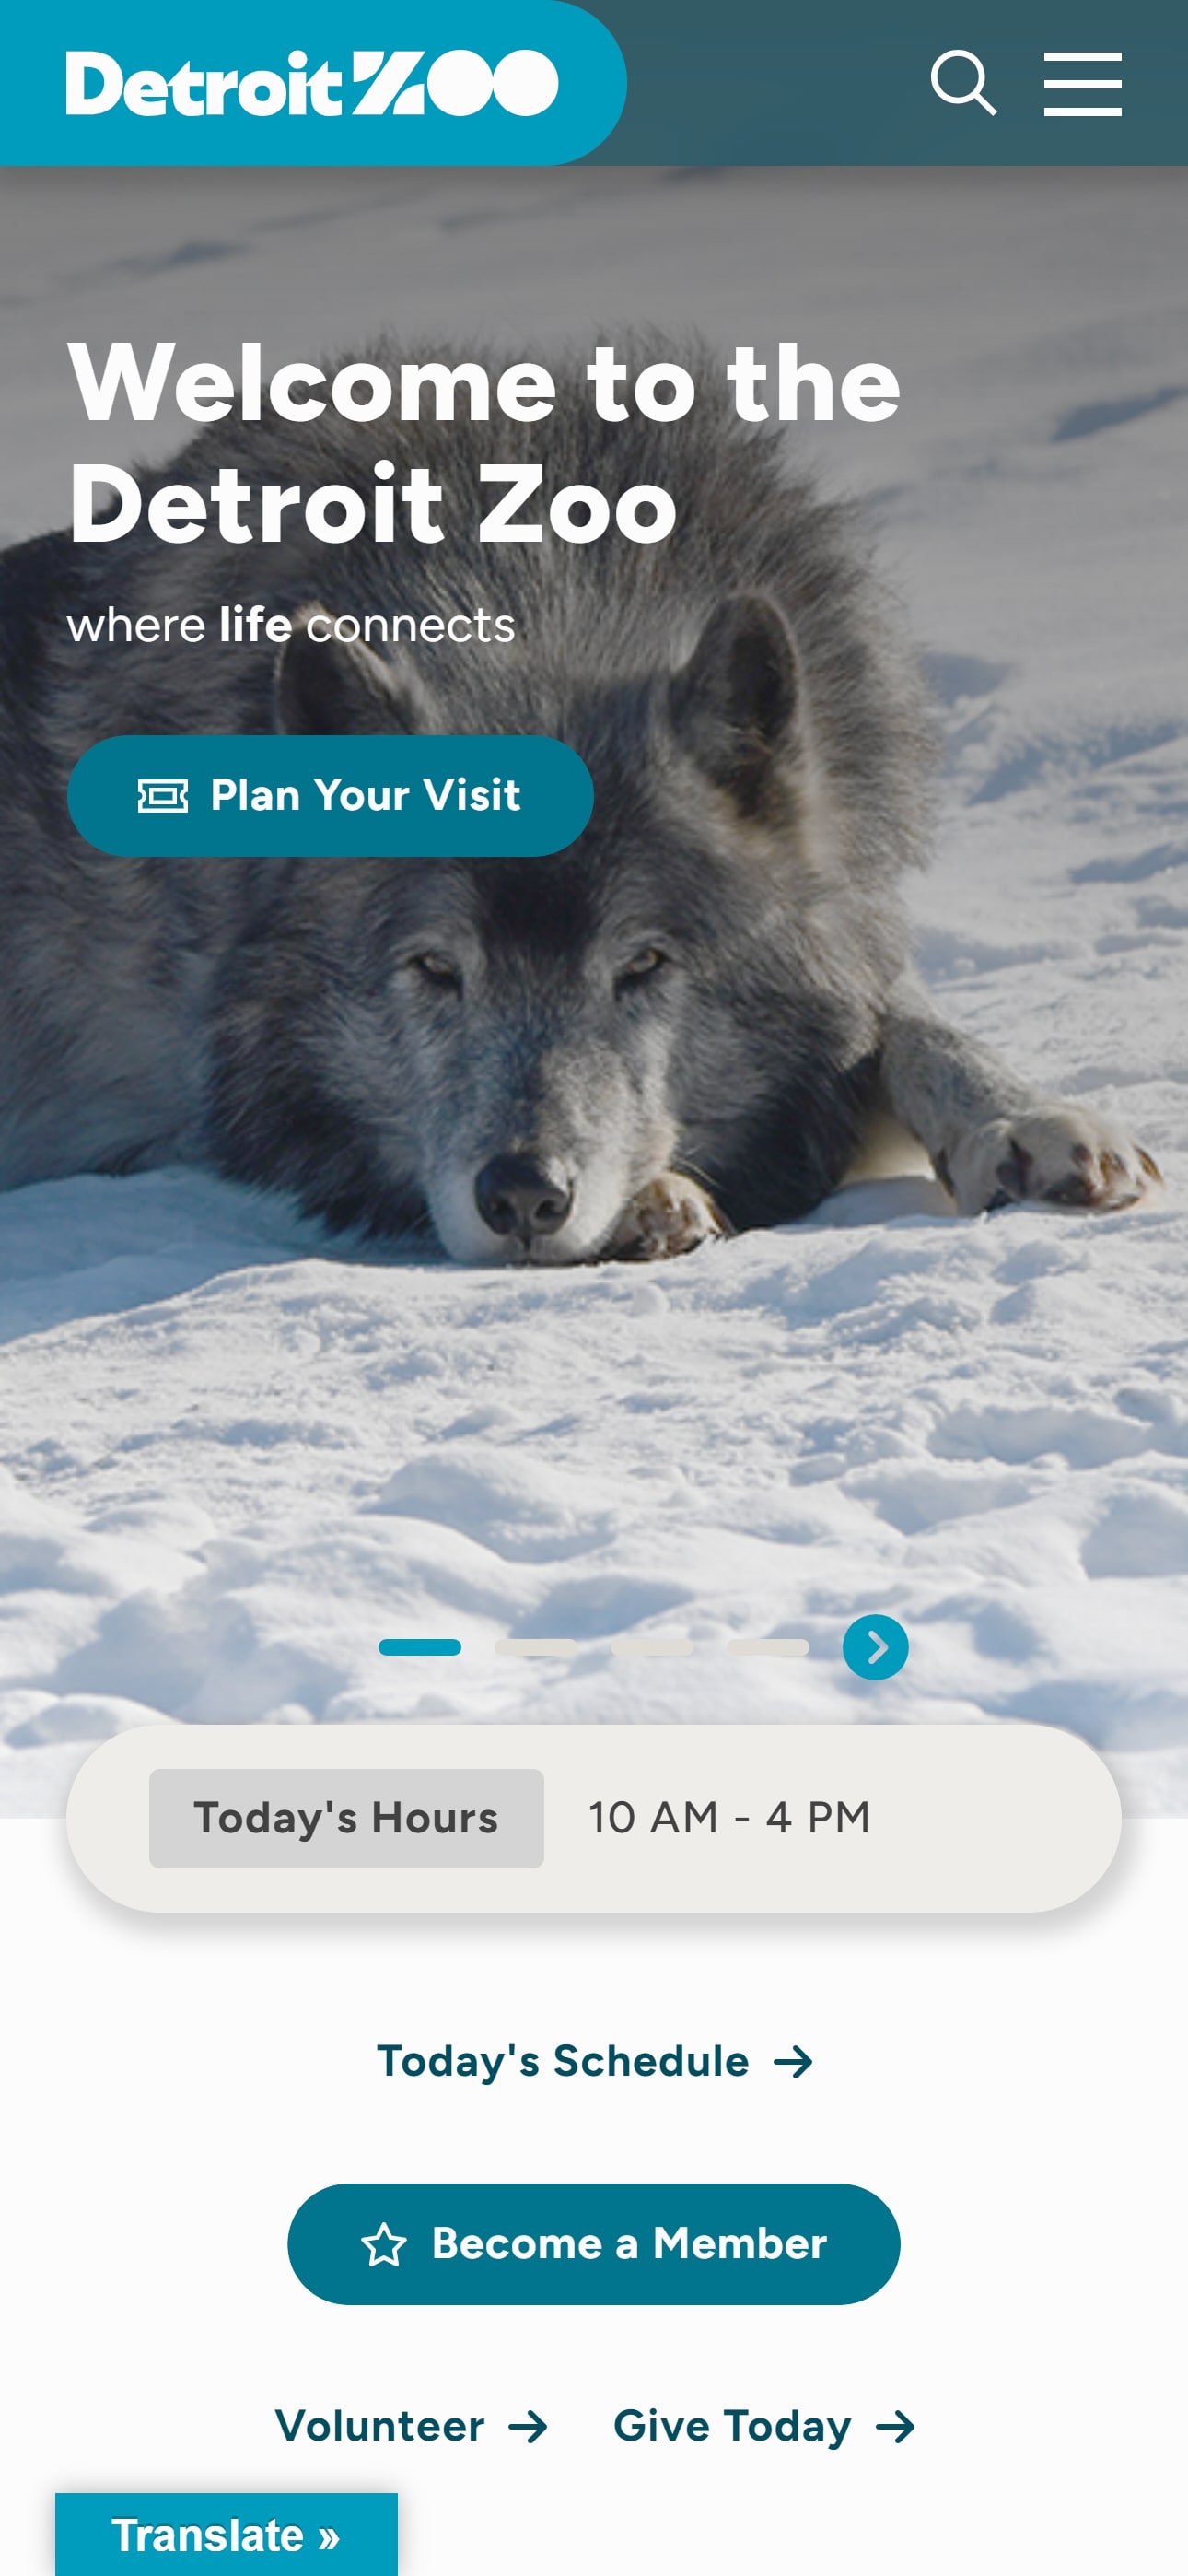 Detroit ZOO
Welcome to the
Detroit Zoo
where life connects
Plan Your Visit
Today's Hours 10 AM - 4 PM
Today's Schedule →
Become a Member
Volunteer → Give Today →
Translate »